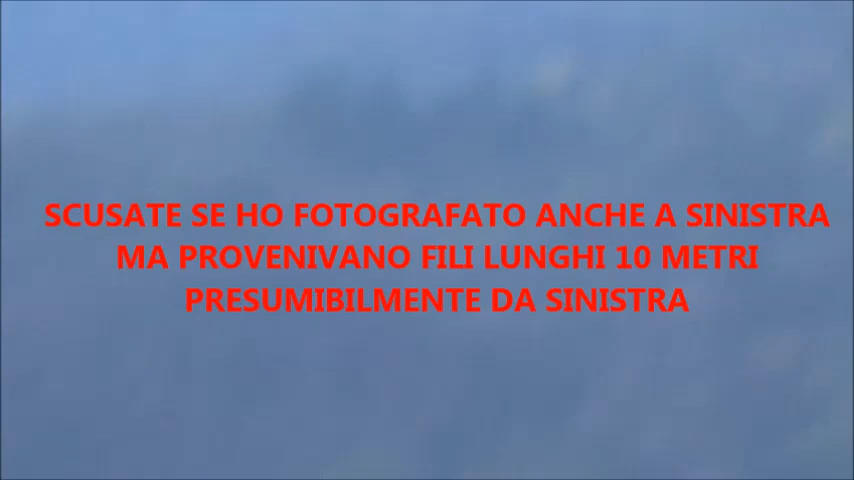 SCUSATE SE HO FOTOGRAFATO ANCHE A SINISTRA
MA PROVENIVANO FILI LUNGHI 10 METRI
PRESUMIBILMENTE DA SINISTRA